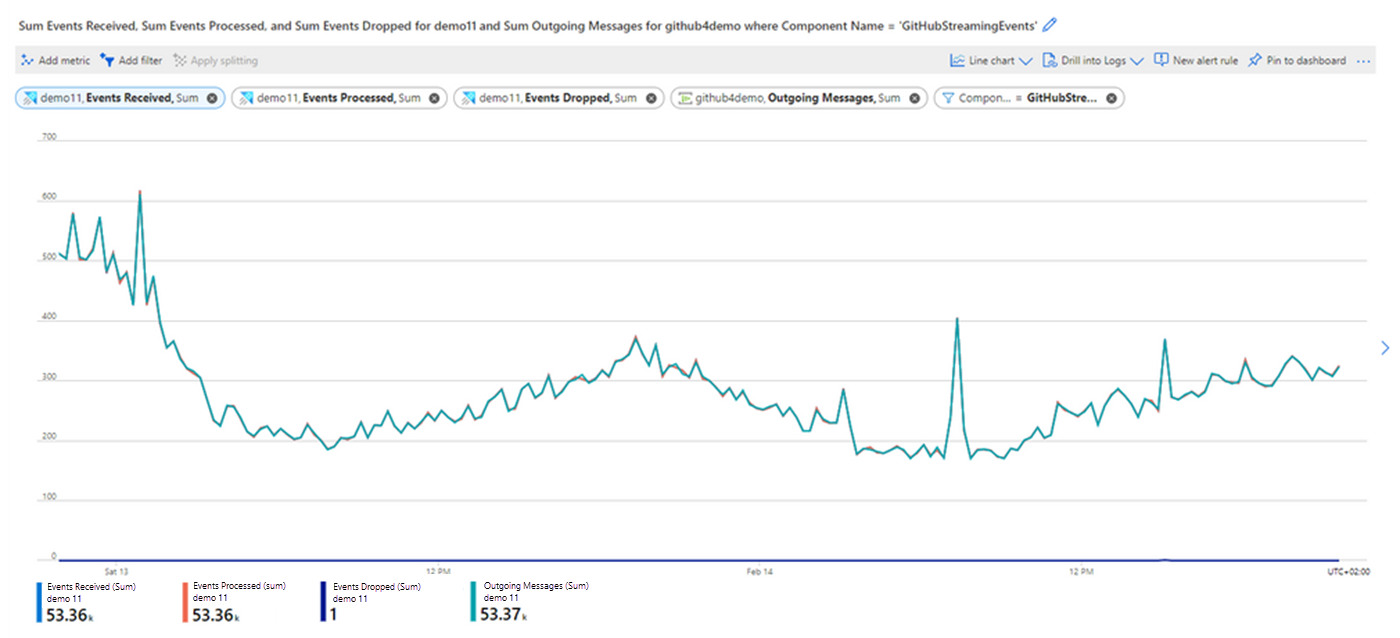 Sum Events Received, Sum Events Processed, and Sum Events Dropped for demo11 and Sum Outgoing Messages for github4demo where Component Name = 'GitHubStreamingEvents'
Add metric Add filter Apply splitting Line chart Drill into Logs New alert rule Pin to dashboard ...
demo11, Events Received, Sum demo11, Events Processed, Sum demo11, Events Dropped, Sum github4demo, Outgoing Messages, Sum Compon... = GitHubStre...
700
600
500
400
300
200
100
0
Sat 13 12 PM Feb 14 12 PM UTC+02:00
Events Received (Sum) Events Processed (sum) Events Dropped (Sum) Outgoing Messages (Sum)
demo 11 demo 11 demo 11 demo 11
53.36k 53.36k 1 53.37k